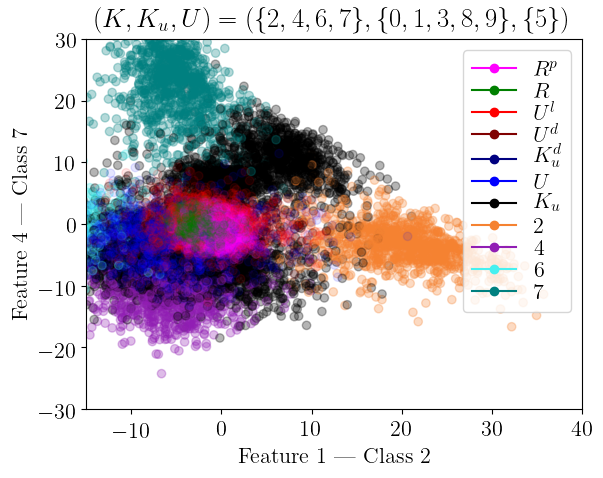 (K, K_u, U) = ({2, 4, 6, 7}, {0, 1, 3, 8, 9}, {5})
30
20
10
0
−10
−20
−30
Feature 4 — Class 7
R^p
R
U^l
U^d
K_u^d
U
K_u
2
4
6
7
−10
0
10
20
30
40
Feature 1 — Class 2